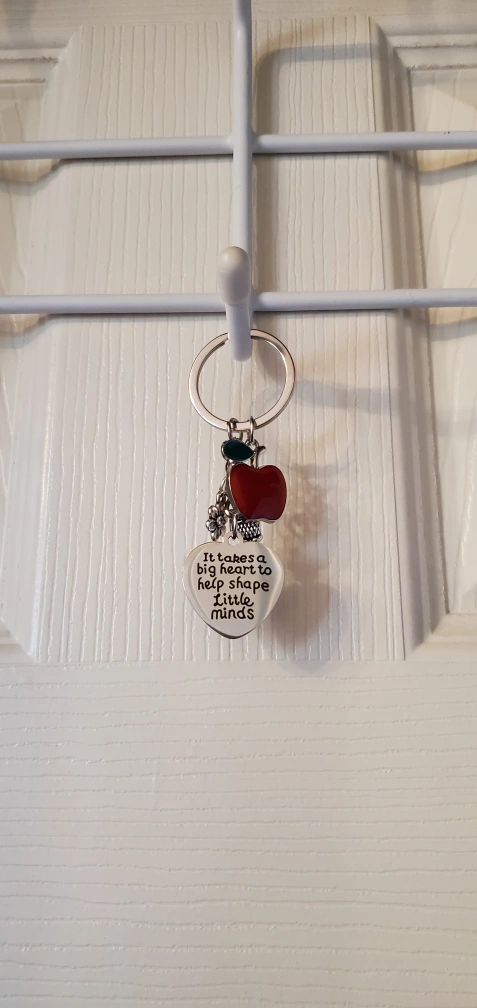 It takes a
big heart to
help shape
Little
minds